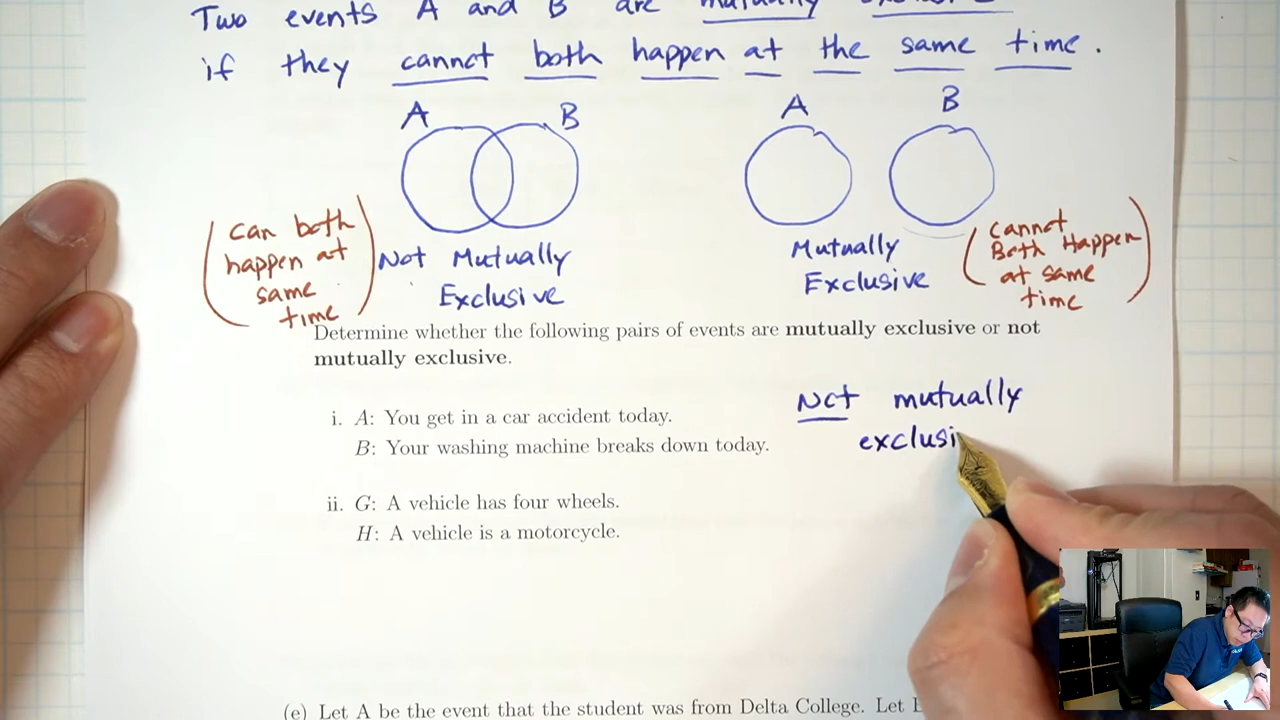 Two events A and B are mutually
if they cannot both happen at the same time.
A B A B
(can both happen at same time)
Not Mutually Exclusive
Mutually Exclusive
(cannot Both Happen at same time)
Determine whether the following pairs of events are mutually exclusive or not
mutually exclusive.
i. A: You get in a car accident today.
B: Your washing machine breaks down today.
Not mutually
exclusi
ii. G: A vehicle has four wheels.
H: A vehicle is a motorcycle.
(e) Let A be the event that the student was from Delta College. Let